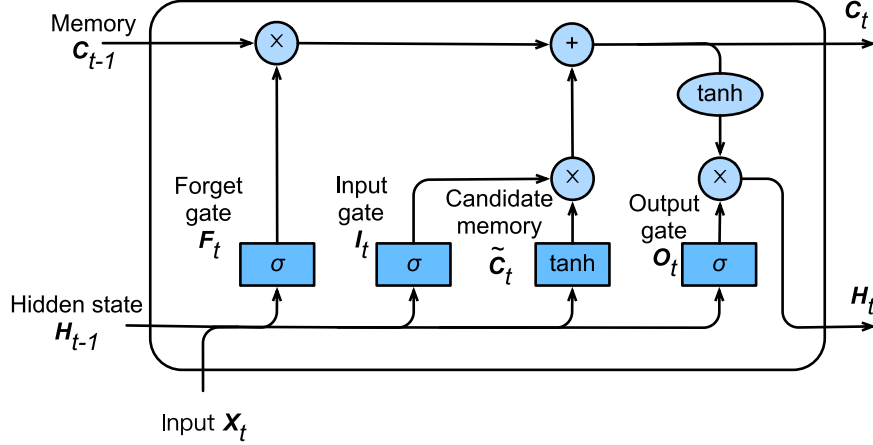 Memory
C_{t-1}
×
+
C_t
tanh
Forget
gate
F_t
Input
gate
I_t
Candidate
memory
C̃_t
×
Output
gate
O_t
×
σ
σ
tanh
σ
Hidden state
H_{t-1}
H_t
Input X_t